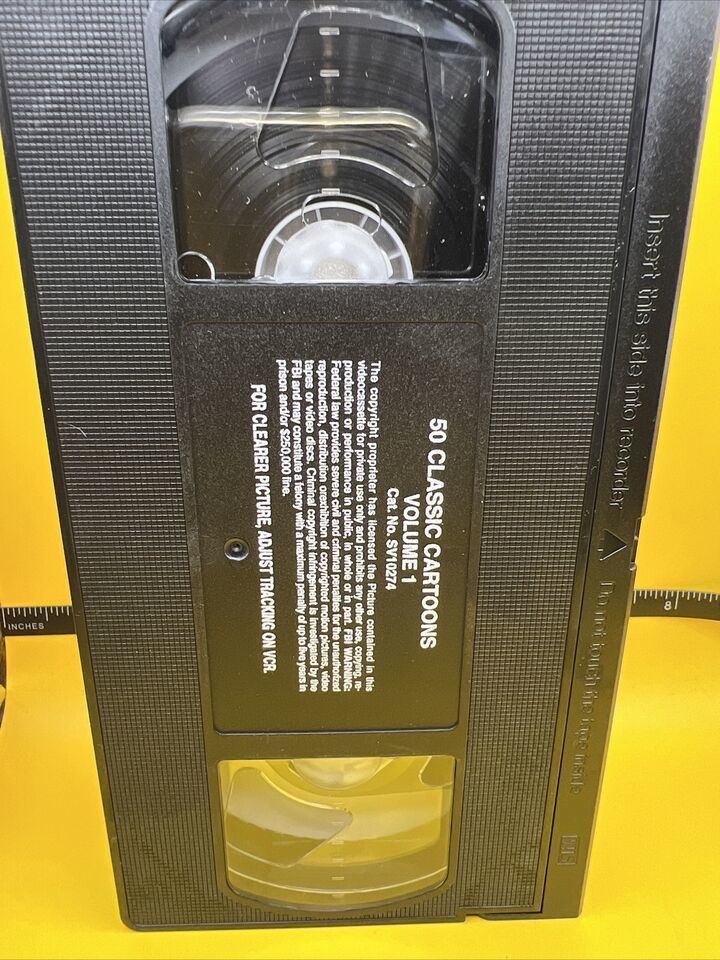 50 CLASSIC CARTOONS
VOLUME 1
Cat. No. SY10274
The copyright proprieter has licensed the Picture contained in this
videocassette for private use only and prohibits any other use, copying, re-
production or performance in public, in whole or in part. FBI WARNING:
Federal law provides severe civil and criminal penalties for the unauthorized
reproduction, distribution orexhibition of copyrighted motion pictures, video
tapes or video discs. Criminal copyright infringement is investigated by the
FBI and may constitute a felony with a maximum penalty of up to five years in
prison and/or $250,000 fine.
FOR CLEARER PICTURE, ADJUST TRACKING ON VCR.
Insert this side into recorder
Do not touch the tape inside
VHS
INCHES
8